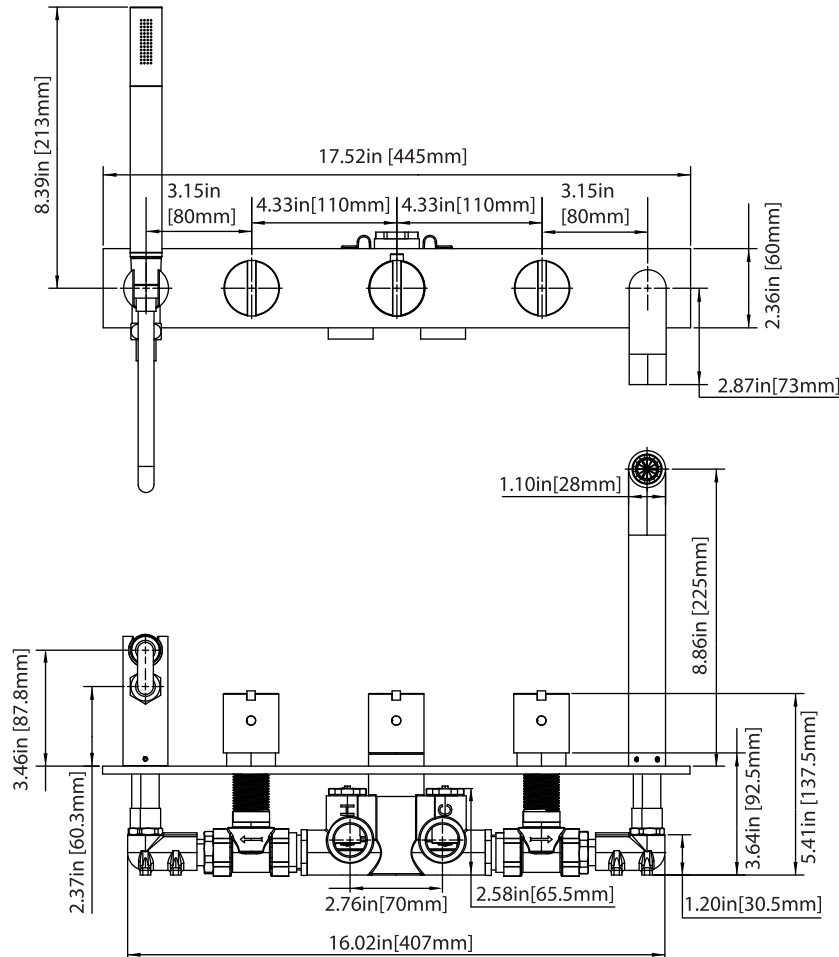 8.39in [213mm]
17.52in [445mm]
3.15in
[80mm]
4.33in[110mm]
4.33in[110mm]
3.15in
[80mm]
2.36in [60mm]
2.87in[73mm]
1.10in[28mm]
8.86in [225mm]
3.46in [87.8mm]
2.37in [60.3mm]
H
C
3.64in [92.5mm]
5.41in [137.5mm]
2.76in[70mm]
2.58in[65.5mm]
1.20in[30.5mm]
16.02in[407mm]